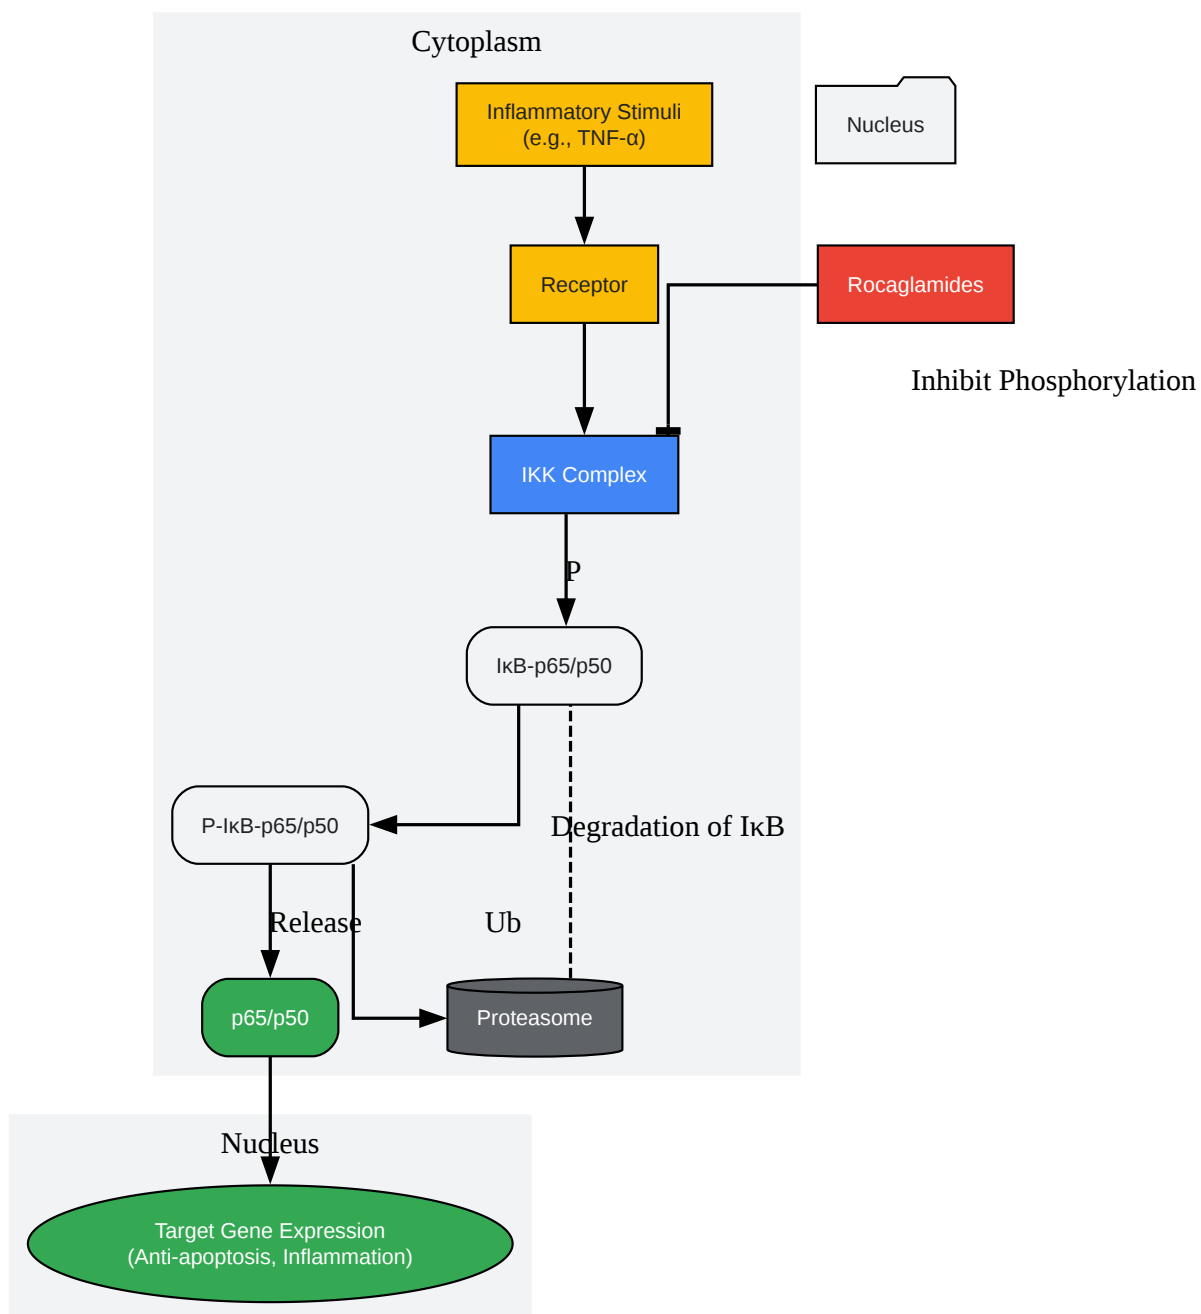 Cytoplasm
Inflammatory Stimuli
(e.g., TNF-α)
Nucleus
Receptor
Rocaglamides
Inhibit Phosphorylation
IKK Complex
P
IκB-p65/p50
P-IκB-p65/p50
Degradation of IκB
Release
Ub
p65/p50
Proteasome
Nucleus
Target Gene Expression
(Anti-apoptosis, Inflammation)